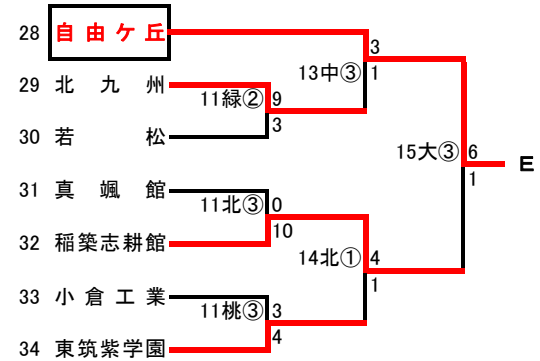 28 自由ケ丘
3
13中③ 1
29 北九州
11緑② 9
3
30 若松
15大③ 6
1
E
31 真颯館
11北③ 0
10
32 稲築志耕館
14北① 4
1
33 小倉工業
11桃③ 3
4
34 東筑紫学園